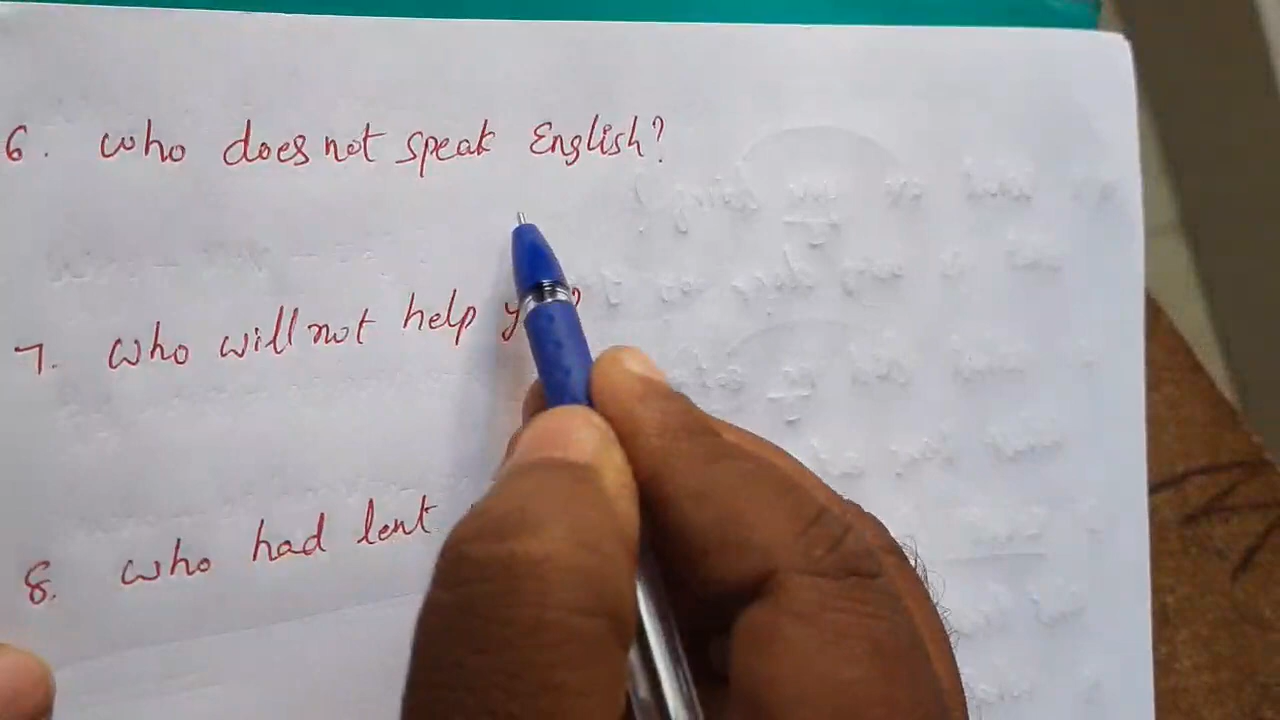 6. Who does not speak English?
7. Who will not help
8. Who had lent